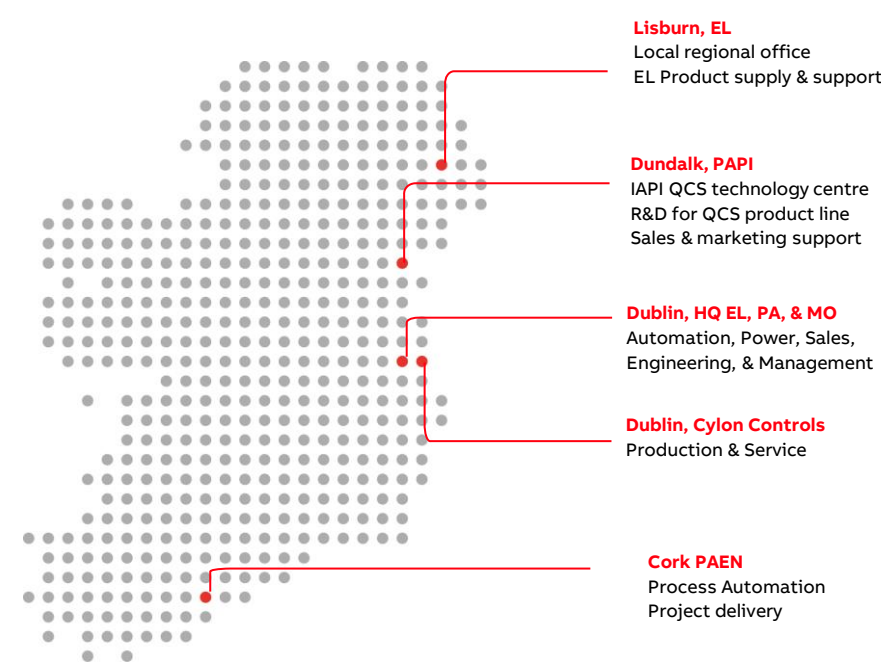 Lisburn, EL
Local regional office
EL Product supply & support
Dundalk, PAPI
IAPI QCS technology centre
R&D for QCS product line
Sales & marketing support
Dublin, HQ EL, PA, & MO
Automation, Power, Sales,
Engineering, & Management
Dublin, Cylon Controls
Production & Service
Cork PAEN
Process Automation
Project delivery